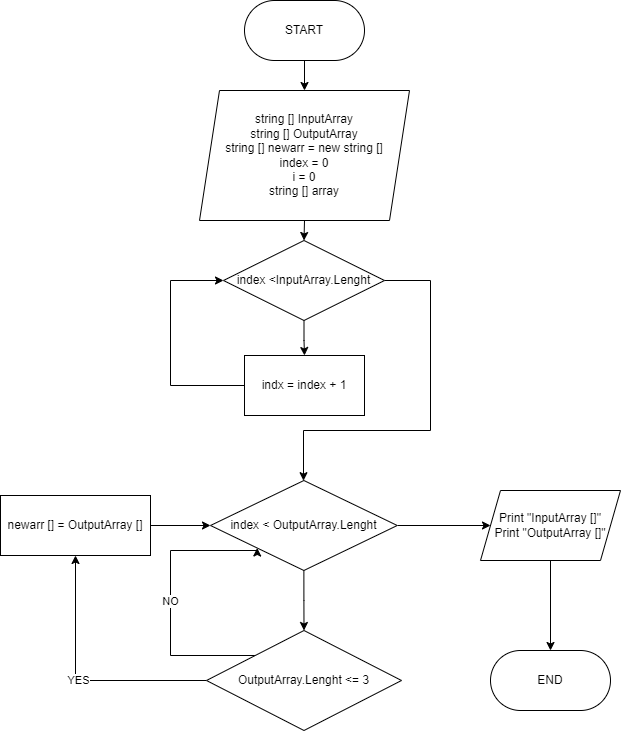 START
string [] InputArray
string [] OutputArray
string [] newarr = new string []
index = 0
i = 0
string [] array
index <InputArray.Lenght
indx = index + 1
newarr [] = OutputArray []
index < OutputArray.Lenght
Print "InputArray []"
Print "OutputArray []"
NO
YES
OutputArray.Lenght <= 3
END